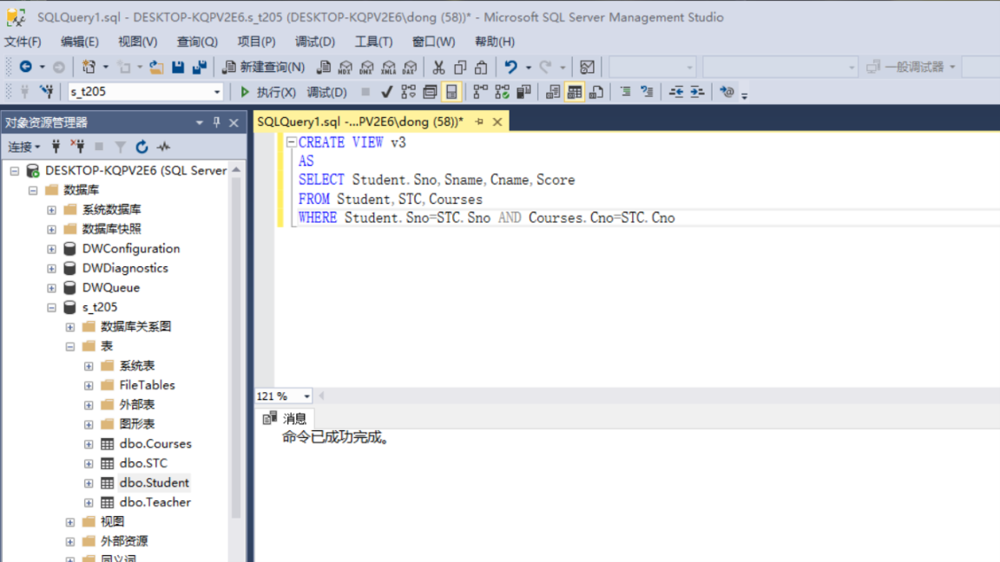 SQLQuery1.sql - DESKTOP-KQPV2E6.s_t205 (DESKTOP-KQPV2E6\dong (58))* - Microsoft SQL Server Management Studio
文件(F) 编辑(E) 视图(V) 查询(Q) 项目(P) 调试(D) 工具(T) 窗口(W) 帮助(H)
新建查询(N) MDX DMX XMLA DAX 一般调试器
s_t205 执行(X) 调试(D)
对象资源管理器
连接
DESKTOP-KQPV2E6 (SQL Server
数据库
系统数据库
数据库快照
DWConfiguration
DWDiagnostics
DWQueue
s_t205
数据库关系图
表
系统表
FileTables
外部表
图形表
dbo.Courses
dbo.STC
dbo.Student
dbo.Teacher
视图
外部资源
同义词
SQLQuery1.sql -...PV2E6\dong (58))*
CREATE VIEW v3
AS
SELECT Student.Sno,Sname,Cname,Score
FROM Student,STC,Courses
WHERE Student.Sno=STC.Sno AND Courses.Cno=STC.Cno
121 %
消息
命令已成功完成。